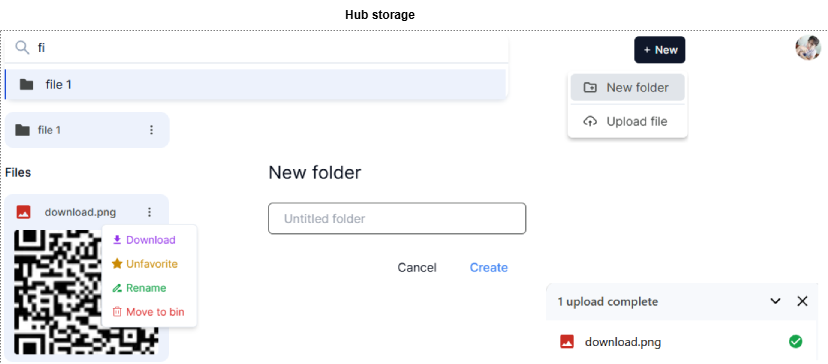 Hub storage
fi
+ New
file 1
New folder
Upload file
file 1
Files
New folder
download.png
Untitled folder
Download
Unfavorite
Rename
Move to bin
Cancel
Create
1 upload complete
download.png